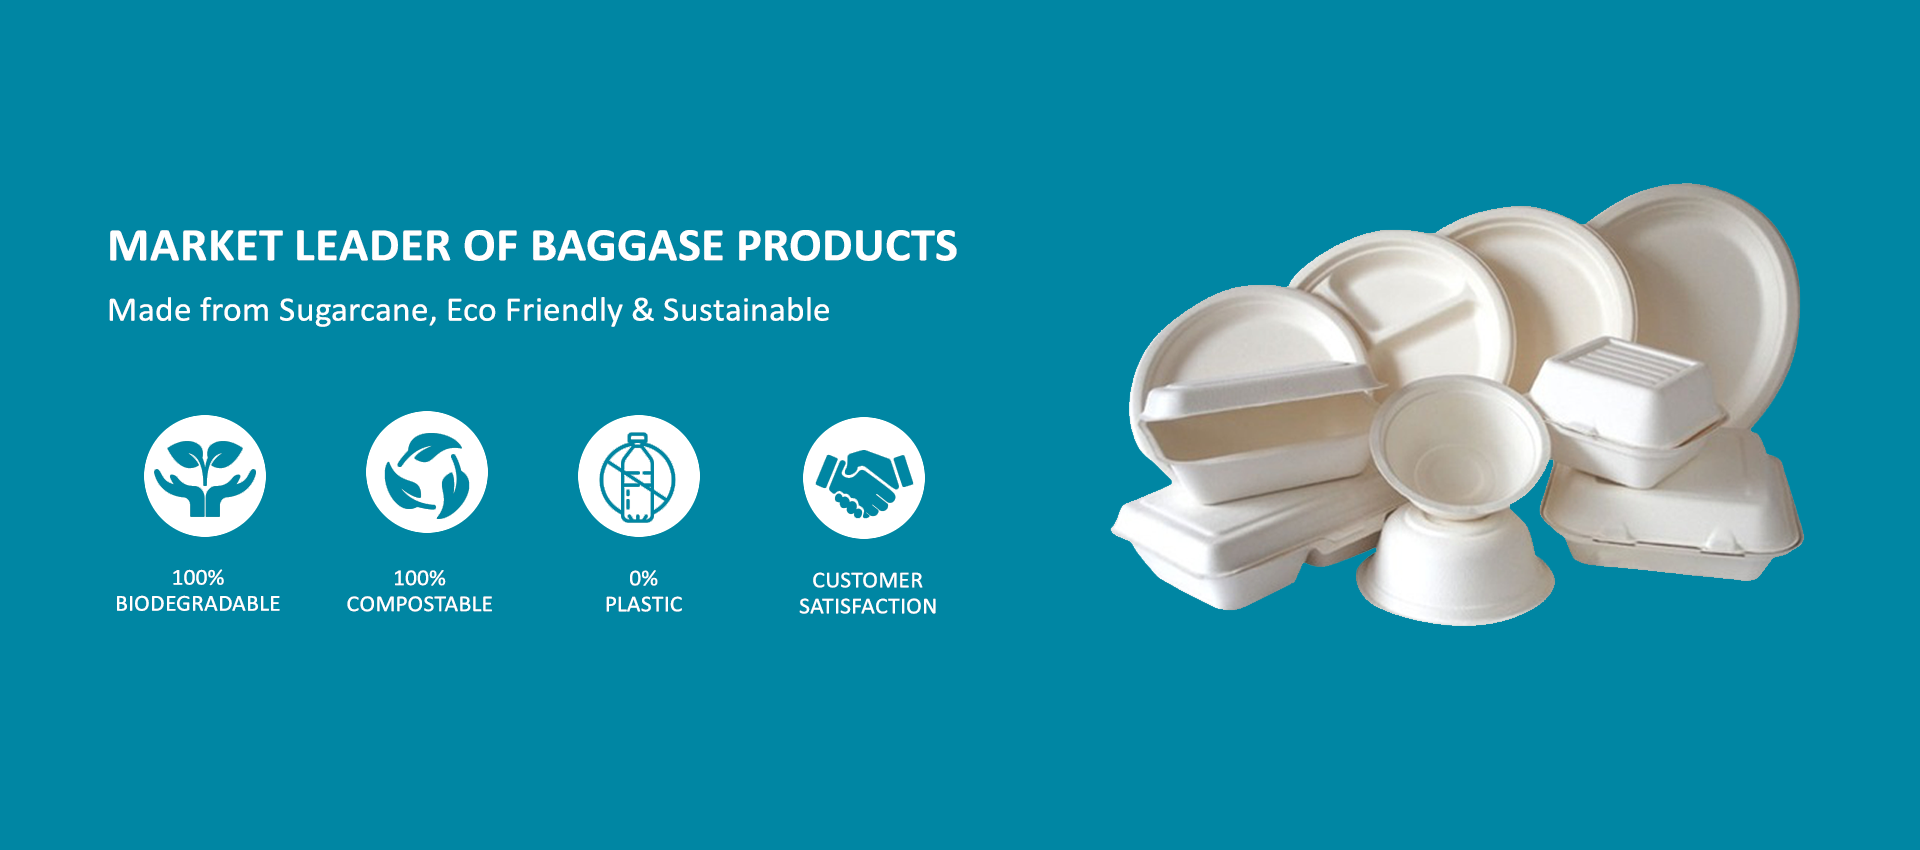 MARKET LEADER OF BAGGASE PRODUCTS
Made from Sugarcane, Eco Friendly & Sustainable
100%
BIODEGRADABLE
100%
COMPOSTABLE
0%
PLASTIC
CUSTOMER
SATISFACTION